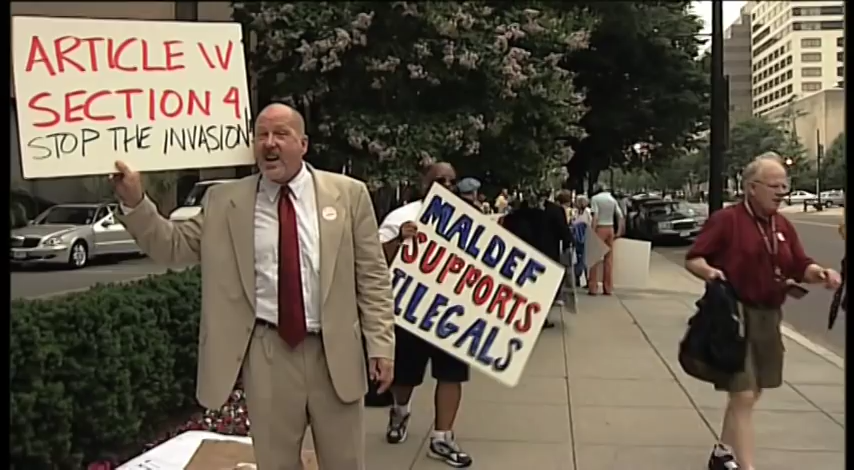 ARTICLE IV
SECTION 4
STOP THE INVASION
MALDEF
SUPPORTS
ILLEGALS